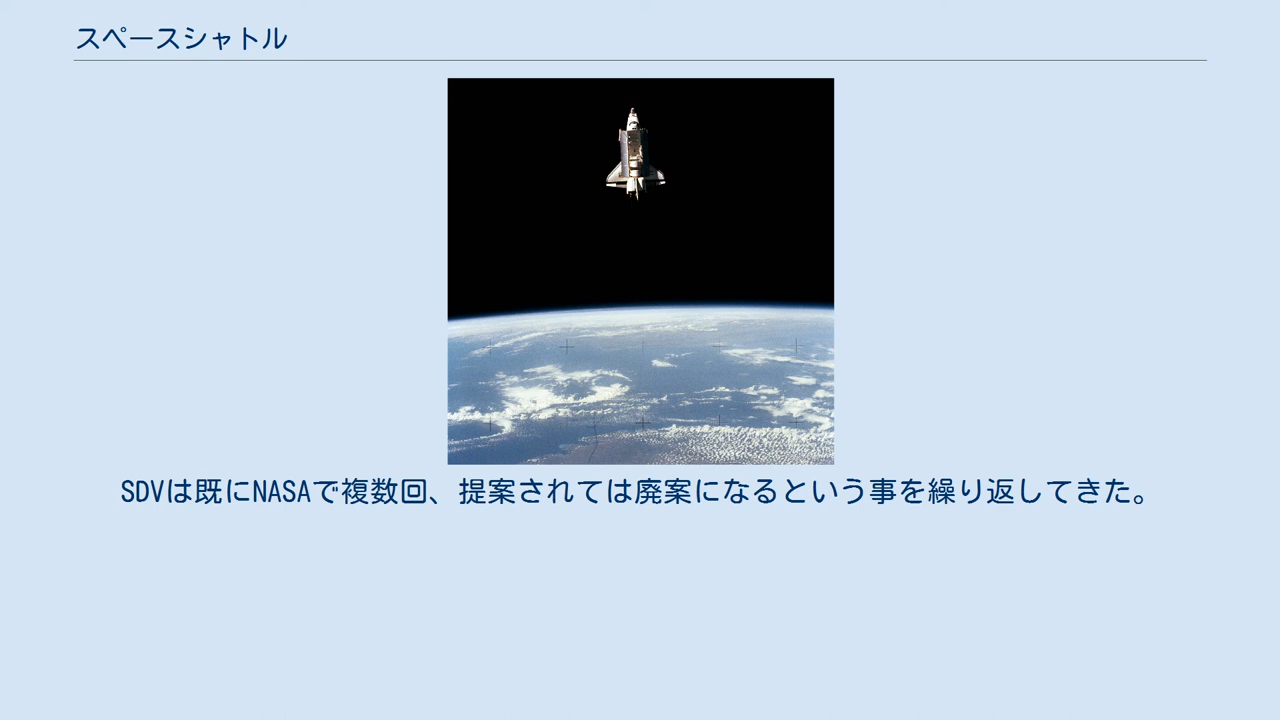 スペースシャトル
SDVは既にNASAで複数回、提案されては廃案になるという事を繰り返してきた。